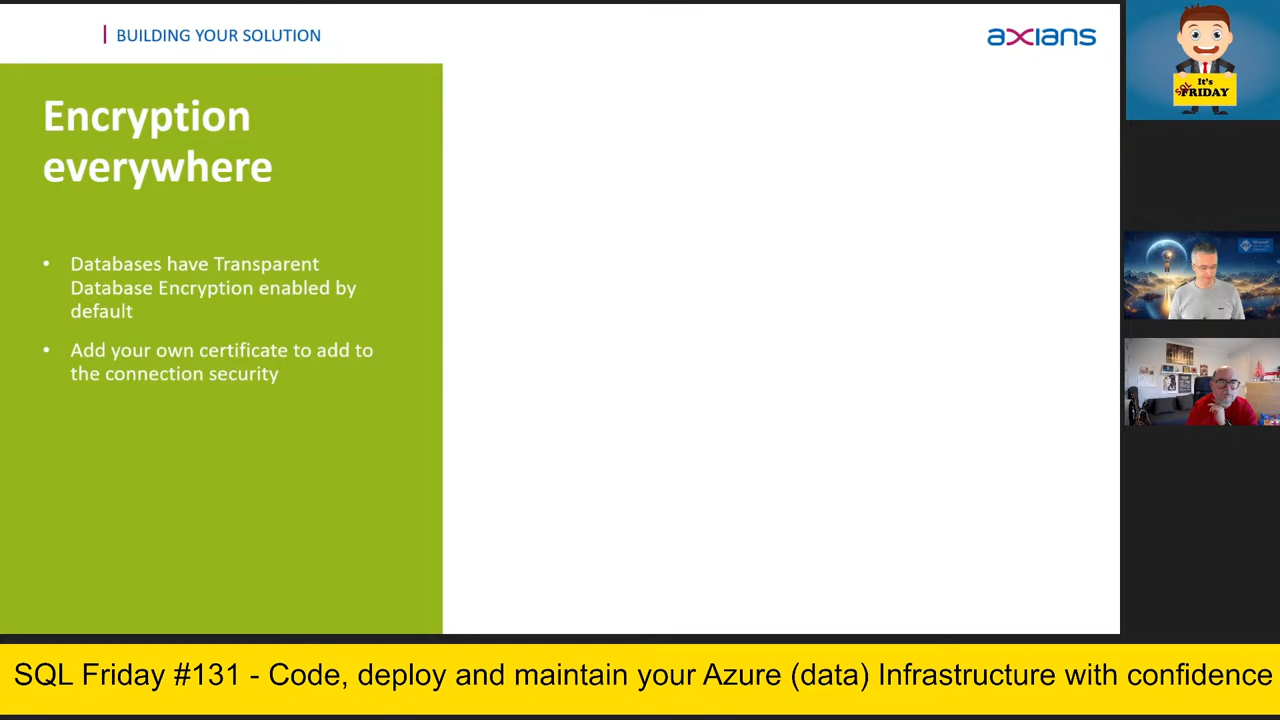 BUILDING YOUR SOLUTION
axians
Encryption
everywhere
• Databases have Transparent
Database Encryption enabled by
default
• Add your own certificate to add to
the connection security
It's
SQL FRIDAY
SQL Friday #131 - Code, deploy and maintain your Azure (data) Infrastructure with confidence